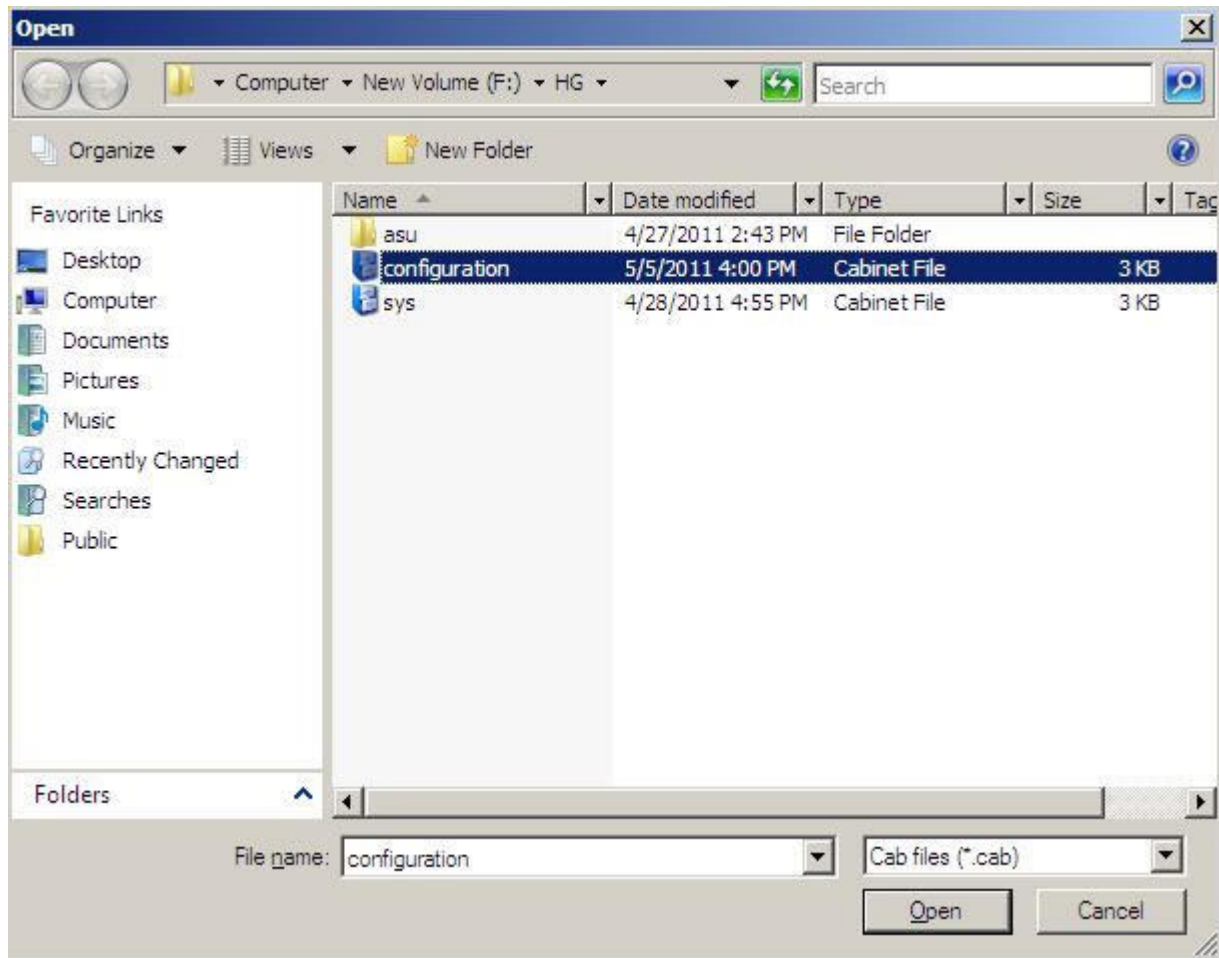 Open
Computer New Volume (F:) HG Search
Organize Views New Folder
Favorite Links
Desktop
Computer
Documents
Pictures
Music
Recently Changed
Searches
Public
Folders
Name Date modified Type Size Tag
asu 4/27/2011 2:43 PM File Folder
configuration 5/5/2011 4:00 PM Cabinet File 3 KB
sys 4/28/2011 4:55 PM Cabinet File 3 KB
File name: configuration Cab files (*.cab)
Open Cancel